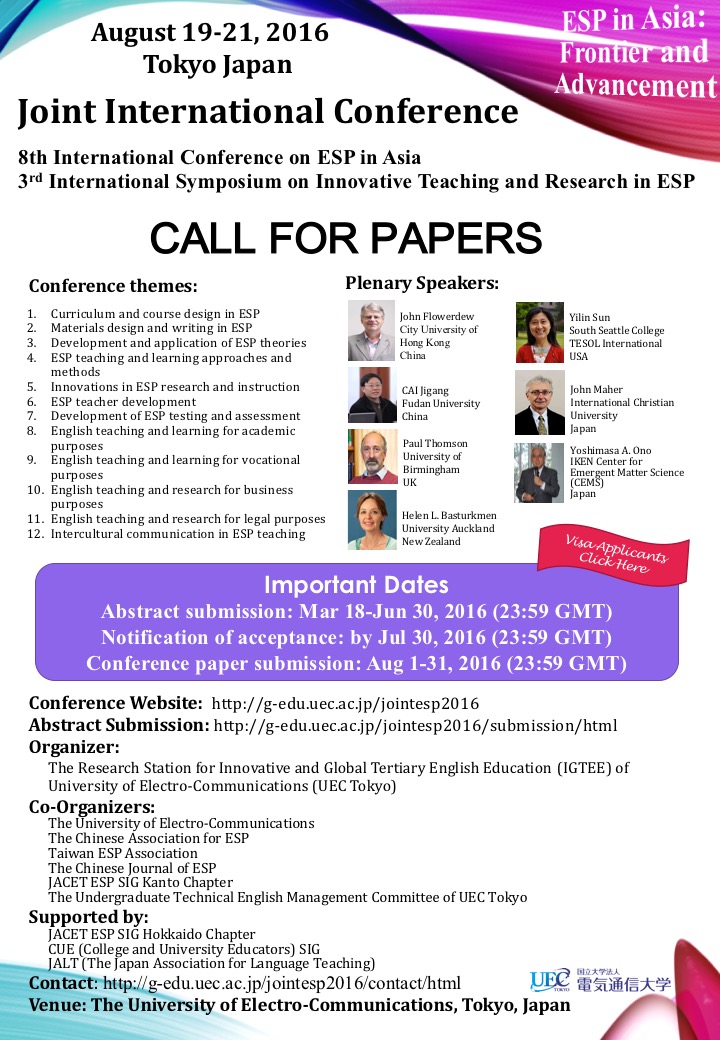 August 19-21, 2016
Tokyo Japan
ESP in Asia:
Frontier and
Advancement
Joint International Conference
8th International Conference on ESP in Asia
3rd International Symposium on Innovative Teaching and Research in ESP
CALL FOR PAPERS
Conference themes:
1. Curriculum and course design in ESP
2. Materials design and writing in ESP
3. Development and application of ESP theories
4. ESP teaching and learning approaches and
methods
5. Innovations in ESP research and instruction
6. ESP teacher development
7. Development of ESP testing and assessment
8. English teaching and learning for academic
purposes
9. English teaching and learning for vocational
purposes
10. English teaching and research for business
purposes
11. English teaching and research for legal purposes
12. Intercultural communication in ESP teaching
Plenary Speakers:
John Flowerdew
City University of
Hong Kong
China
CAI Jigang
Fudan University
China
Paul Thomson
University of
Birmingham
UK
Helen L. Basturkmen
University Auckland
New Zealand
Yilin Sun
South Seattle College
TESOL International
USA
John Maher
International Christian
University
Japan
Yoshimasa A. Ono
IKEN Center for
Emergent Matter Science
(CEMS)
Japan
Visa Applicants
Click Here
Important Dates
Abstract submission: Mar 18-Jun 30, 2016 (23:59 GMT)
Notification of acceptance: by Jul 30, 2016 (23:59 GMT)
Conference paper submission: Aug 1-31, 2016 (23:59 GMT)
Conference Website: http://g-edu.uec.ac.jp/jointesp2016
Abstract Submission: http://g-edu.uec.ac.jp/jointesp2016/submission/html
Organizer:
The Research Station for Innovative and Global Tertiary English Education (IGTEE) of
University of Electro-Communications (UEC Tokyo)
Co-Organizers:
The University of Electro-Communications
The Chinese Association for ESP
Taiwan ESP Association
The Chinese Journal of ESP
JACET ESP SIG Kanto Chapter
The Undergraduate Technical English Management Committee of UEC Tokyo
Supported by:
JACET ESP SIG Hokkaido Chapter
CUE (College and University Educators) SIG
JALT (The Japan Association for Language Teaching)
Contact: http://g-edu.uec.ac.jp/jointesp2016/contact/html
Venue: The University of Electro-Communications, Tokyo, Japan
UEC
TOKYO
国立大学法人
電気通信大学